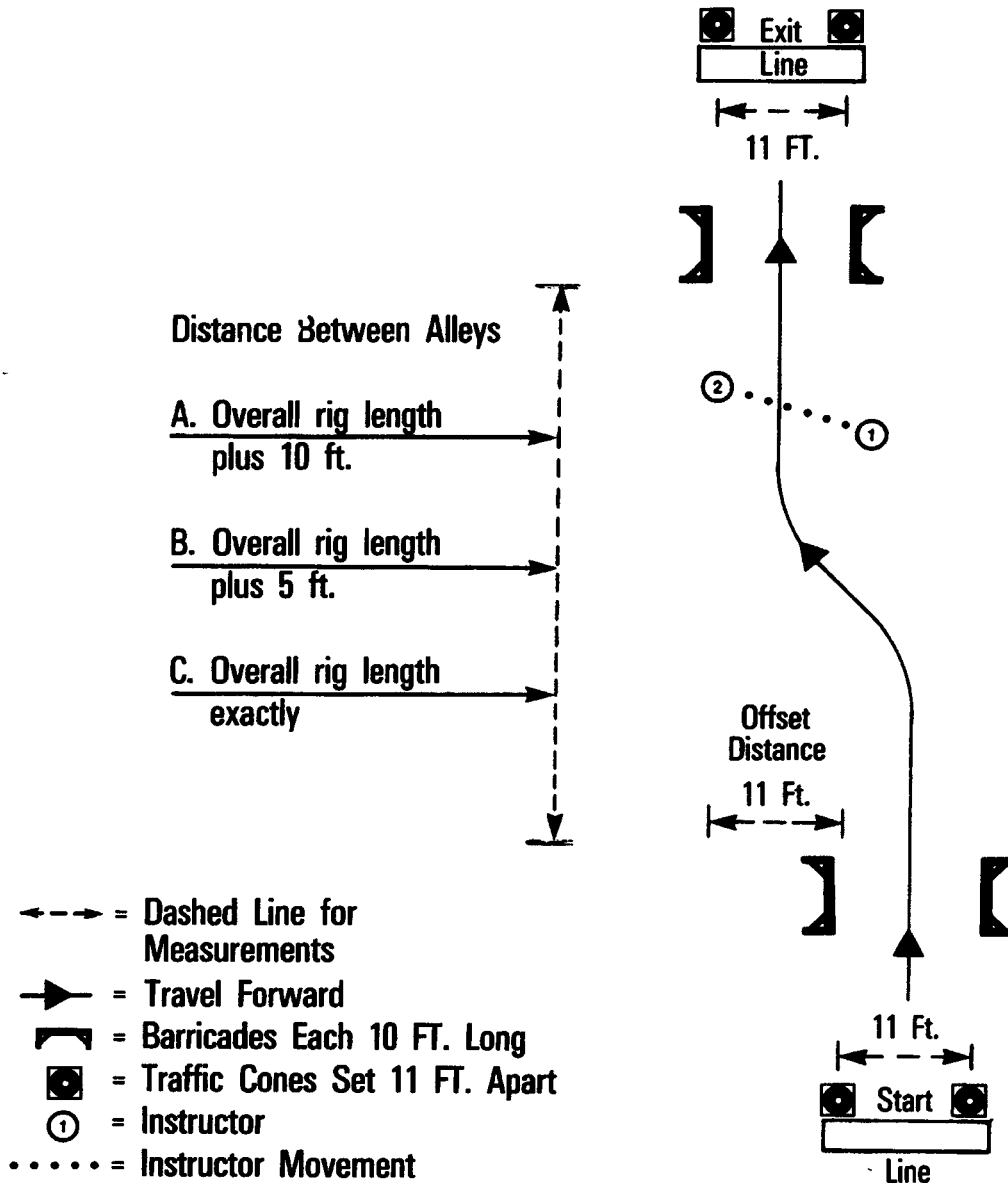 Exit
Line
11 FT.
Distance Between Alleys
A. Overall rig length
plus 10 ft.
B. Overall rig length
plus 5 ft.
C. Overall rig length
exactly
2
1
Offset
Distance
11 Ft.
= Dashed Line for
Measurements
= Travel Forward
= Barricades Each 10 FT. Long
= Traffic Cones Set 11 FT. Apart
1 = Instructor
= Instructor Movement
11 Ft.
Start
Line